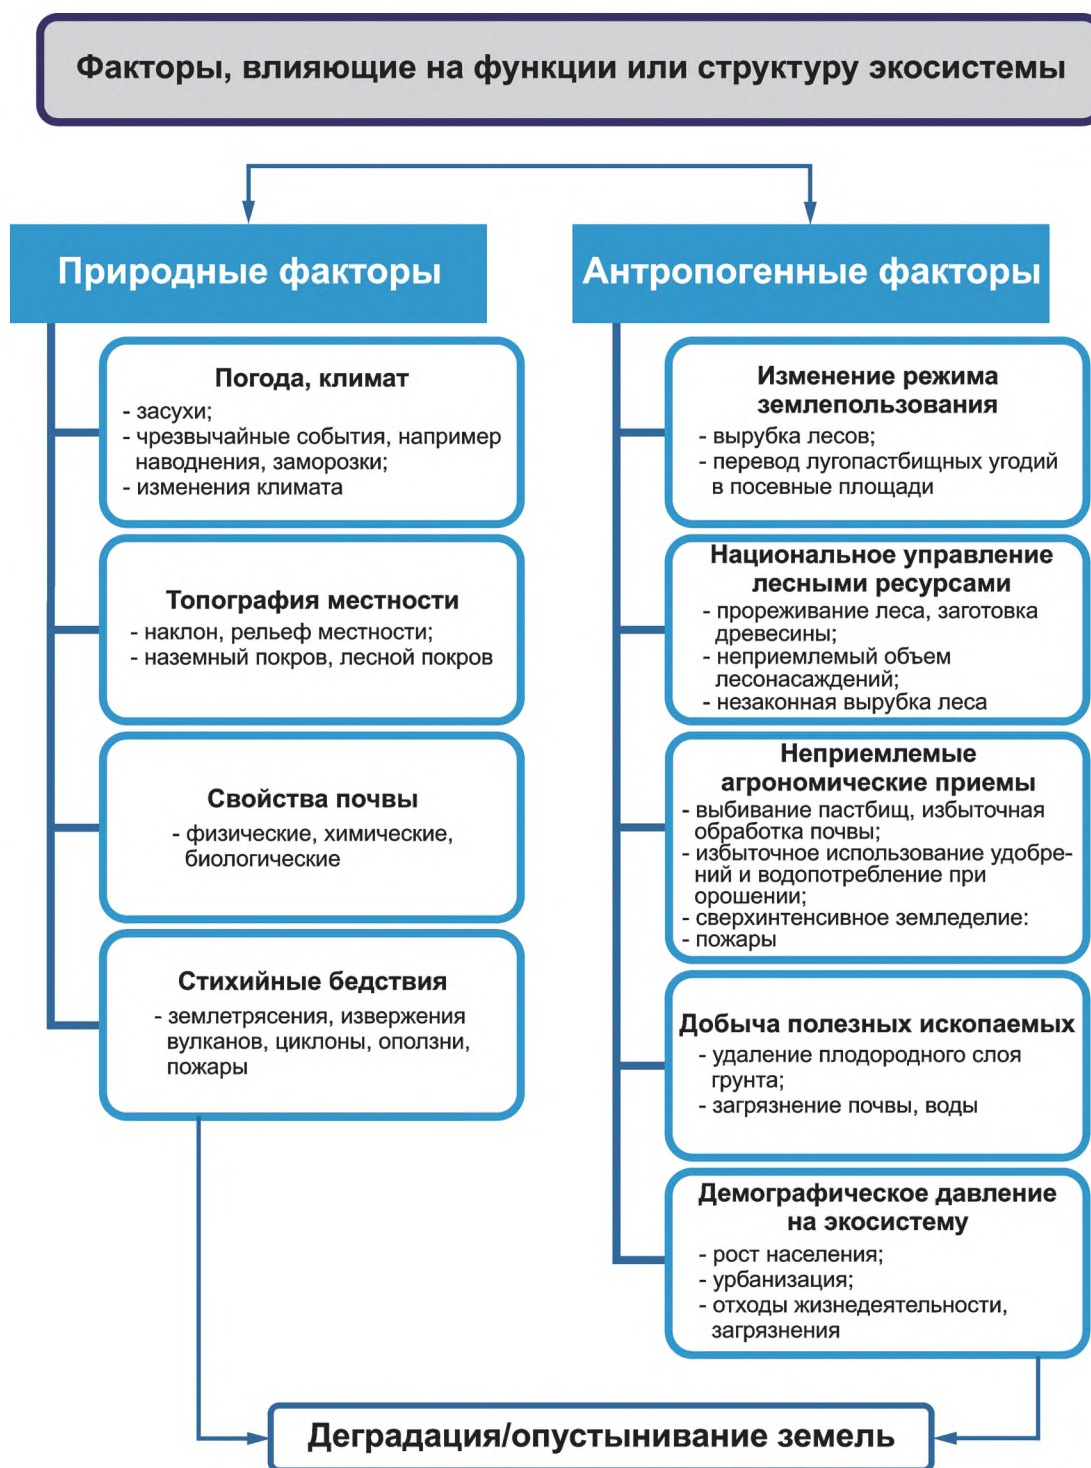 Факторы, влияющие на функции или структуру экосистемы
Природные факторы
Погода, климат
- засухи;
- чрезвычайные события, например
наводнения, заморозки;
- изменения климата
Топография местности
- наклон, рельеф местности;
- наземный покров, лесной покров
Свойства почвы
- физические, химические,
биологические
Стихийные бедствия
- землетрясения, извержения
вулканов, циклоны, оползни,
пожары
Антропогенные факторы
Изменение режима
землепользования
- вырубка лесов;
- перевод лугопастбищных угодий
в посевные площади
Национальное управление
лесными ресурсами
- прореживание леса, заготовка
древесины;
- неприемлемый объем
лесонасаждений;
- незаконная вырубка леса
Неприемлемые
агрономические приемы
- выбивание пастбищ, избыточная
обработка почвы;
- избыточное использование удобре-
ний и водопотребление при
орошении;
- сверхинтенсивное земледелие:
- пожары
Добыча полезных ископаемых
- удаление плодородного слоя
грунта;
- загрязнение почвы, воды
Демографическое давление
на экосистему
- рост населения;
- урбанизация;
- отходы жизнедеятельности,
загрязнения
Деградация/опустынивание земель